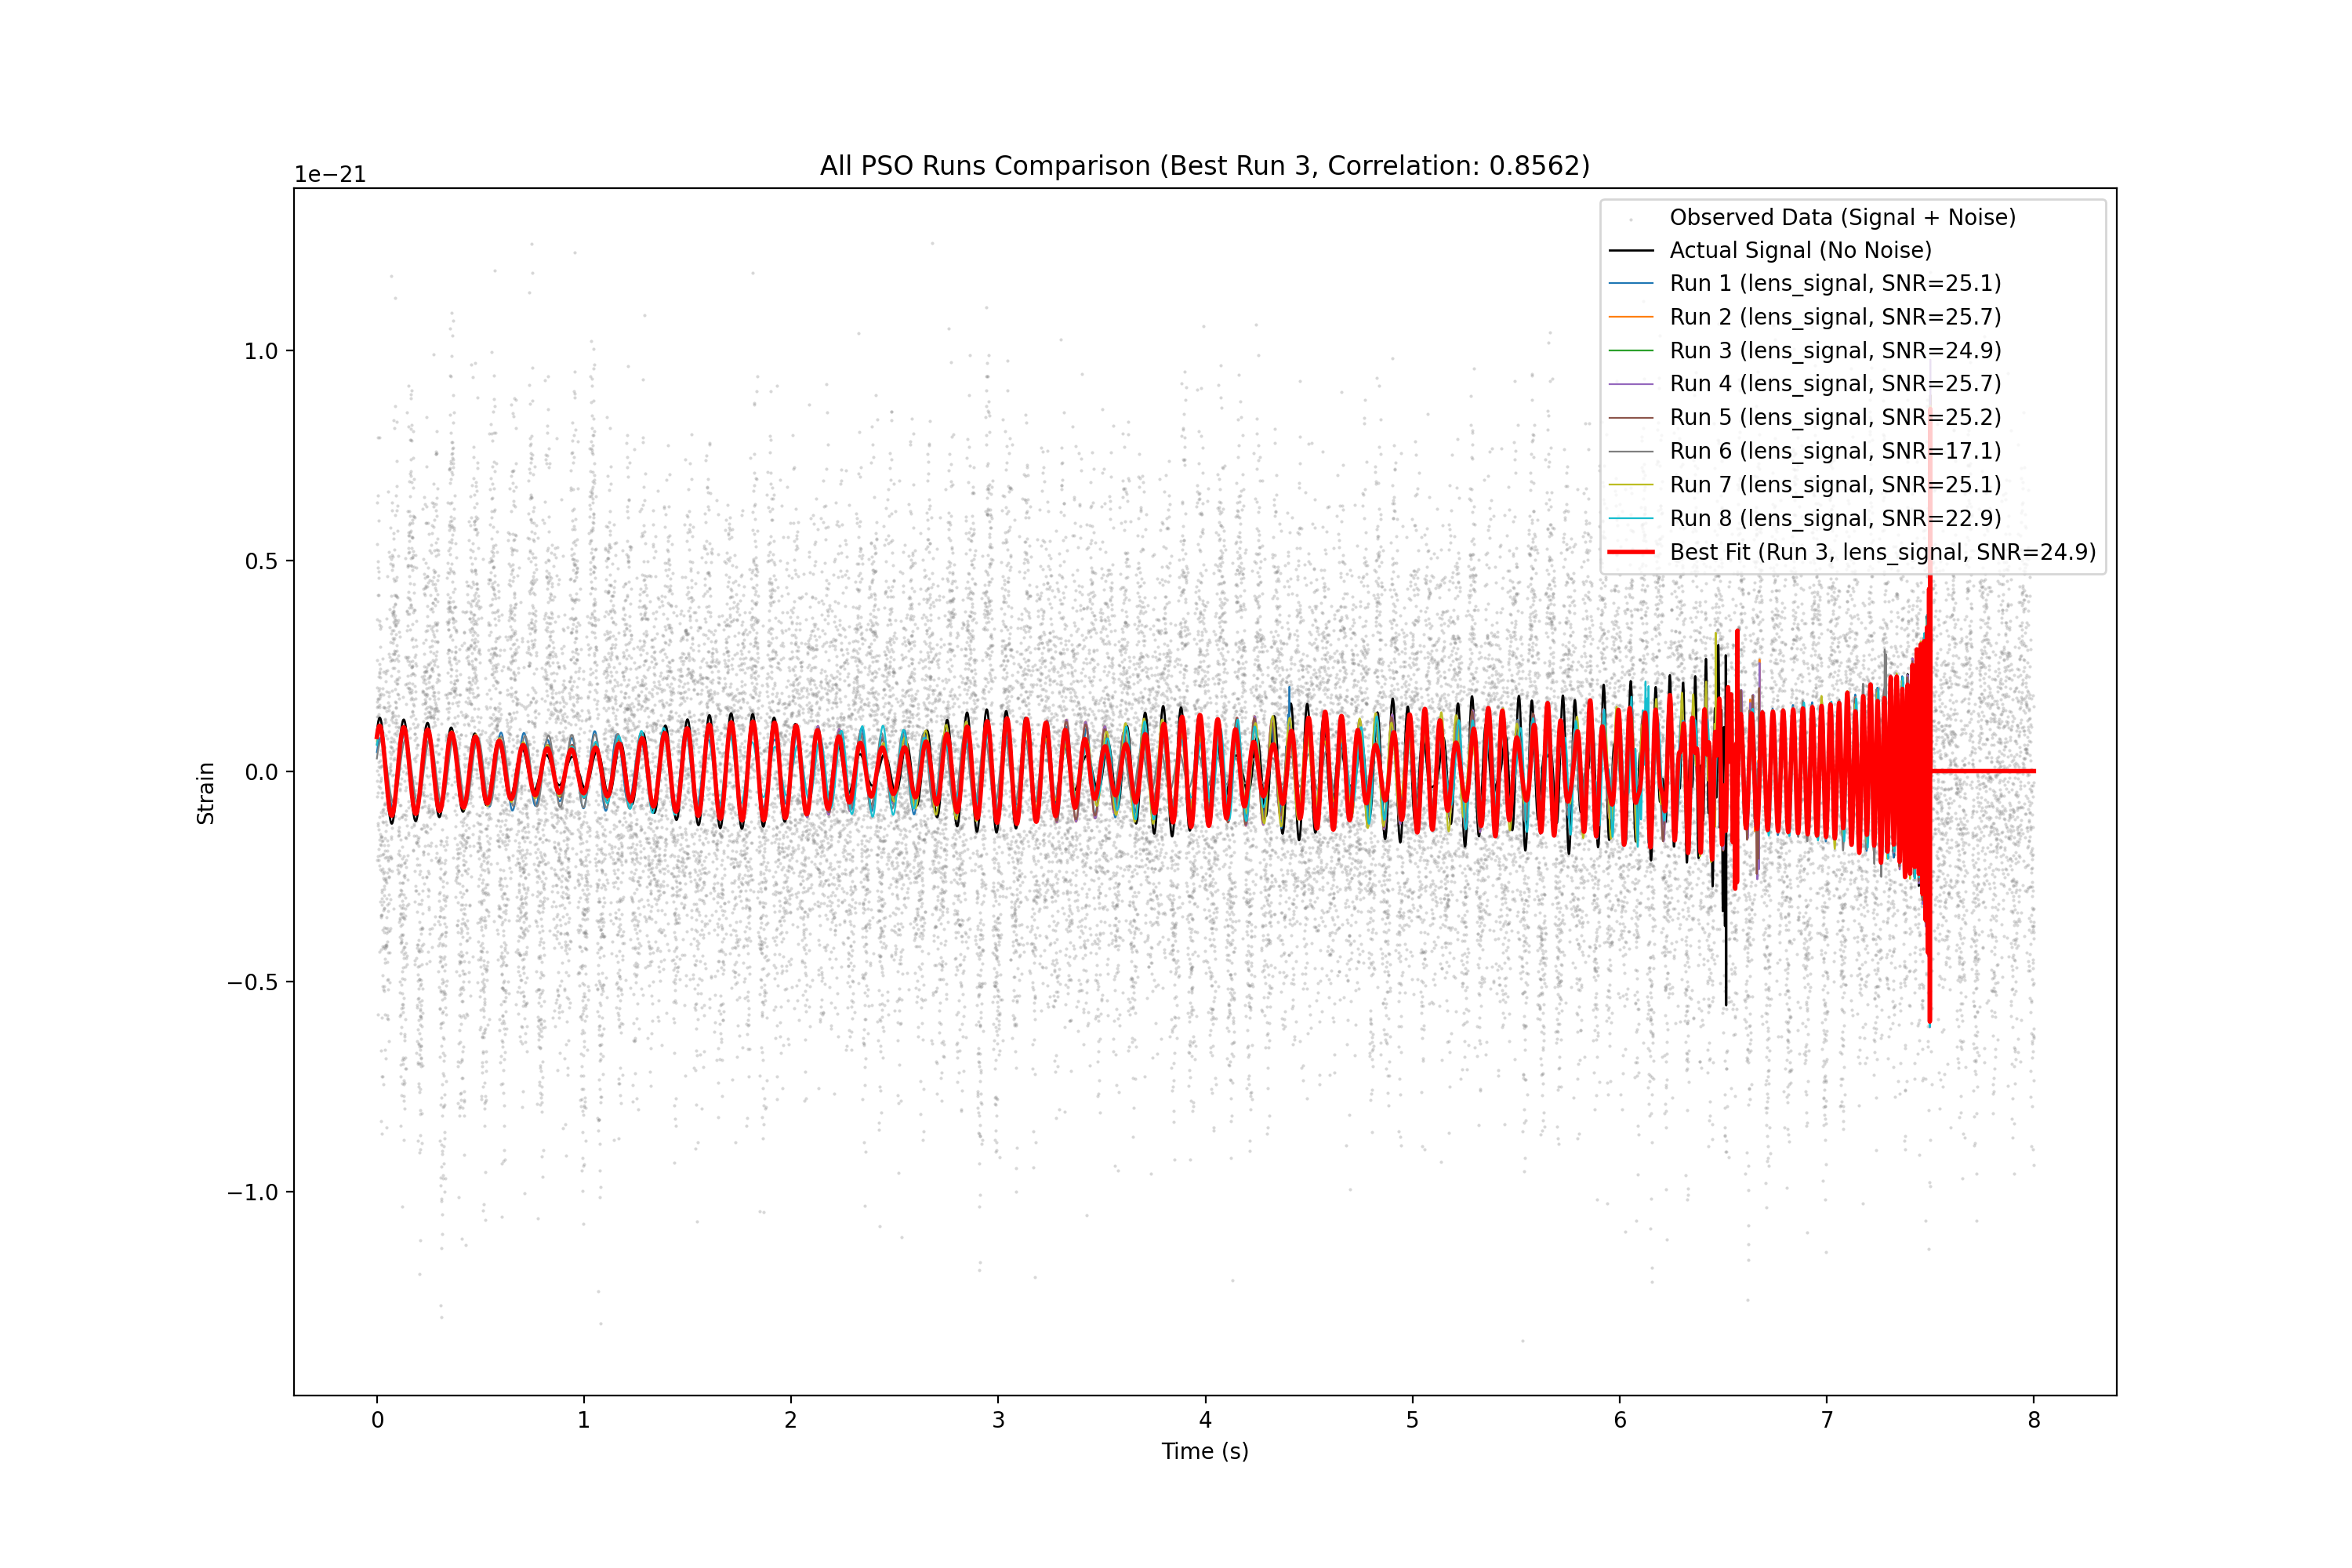 All PSO Runs Comparison (Best Run 3, Correlation: 0.8562)
1e−21
Observed Data (Signal + Noise)
Actual Signal (No Noise)
Run 1 (lens_signal, SNR=25.1)
Run 2 (lens_signal, SNR=25.7)
Run 3 (lens_signal, SNR=24.9)
Run 4 (lens_signal, SNR=25.7)
Run 5 (lens_signal, SNR=25.2)
Run 6 (lens_signal, SNR=17.1)
Run 7 (lens_signal, SNR=25.1)
Run 8 (lens_signal, SNR=22.9)
Best Fit (Run 3, lens_signal, SNR=24.9)
1.0
0.5
0.0
−0.5
−1.0
Strain
0 1 2 3 4 5 6 7 8
Time (s)